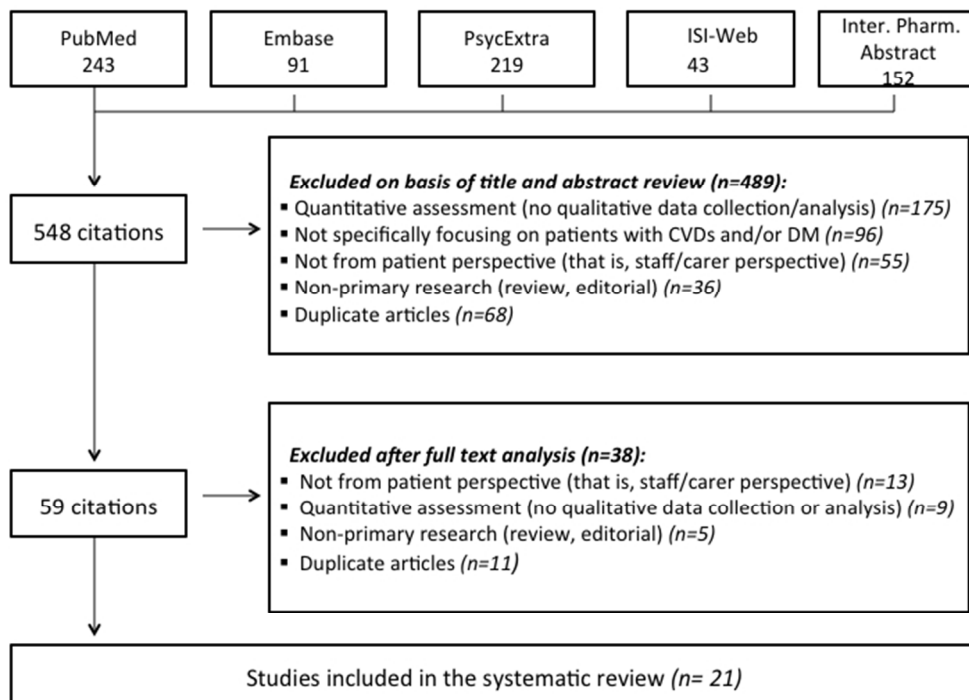 PubMed
243
Embase
91
PsycExtra
219
ISI-Web
43
Inter. Pharm.
Abstract
152
548 citations
Excluded on basis of title and abstract review (n=489):
▪ Quantitative assessment (no qualitative data collection/analysis) (n=175)
▪ Not specifically focusing on patients with CVDs and/or DM (n=96)
▪ Not from patient perspective (that is, staff/carer perspective) (n=55)
▪ Non-primary research (review, editorial) (n=36)
▪ Duplicate articles (n=68)
59 citations
Excluded after full text analysis (n=38):
▪ Not from patient perspective (that is, staff/carer perspective) (n=13)
▪ Quantitative assessment (no qualitative data collection or analysis) (n=9)
▪ Non-primary research (review, editorial) (n=5)
▪ Duplicate articles (n=11)
Studies included in the systematic review (n= 21)